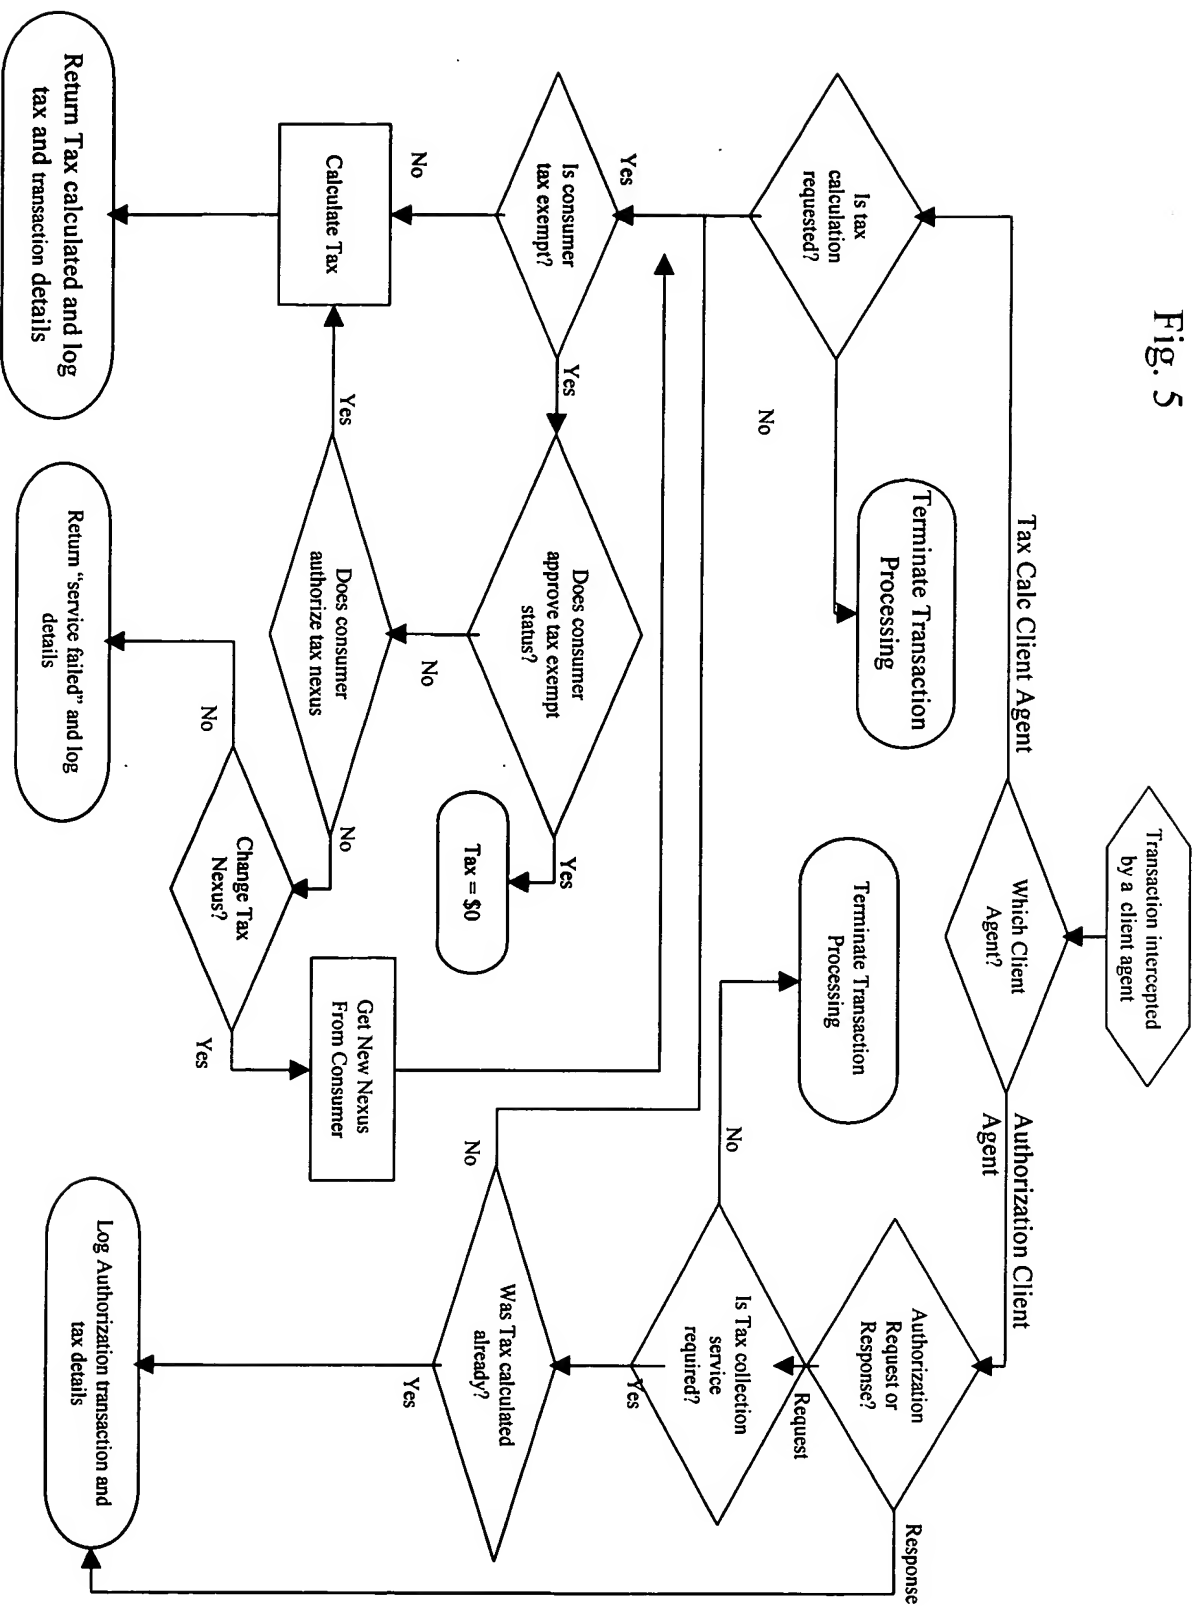 Fig. 5
Transaction intercepted
by a client agent
Which Client
Agent?
Tax Calc Client Agent
Authorization Client
Agent
Is tax
calculation
requested?
No
Terminate Transaction
Processing
Yes
Is consumer
tax exempt?
Yes
No
Calculate Tax
Return Tax calculated and log
tax and transaction details
Does consumer
approve tax exempt
status?
Yes
Tax = $0
No
Does consumer
authorize tax nexus
Yes
No
Change Tax
Nexus?
No
Return “service failed” and log
details
Yes
Get New Nexus
From Consumer
Authorization
Request or
Response?
Response
Request
Is Tax collection
service
required?
No
Terminate Transaction
Processing
Yes
Was Tax calculated
already?
No
Yes
Log Authorization transaction and
tax details